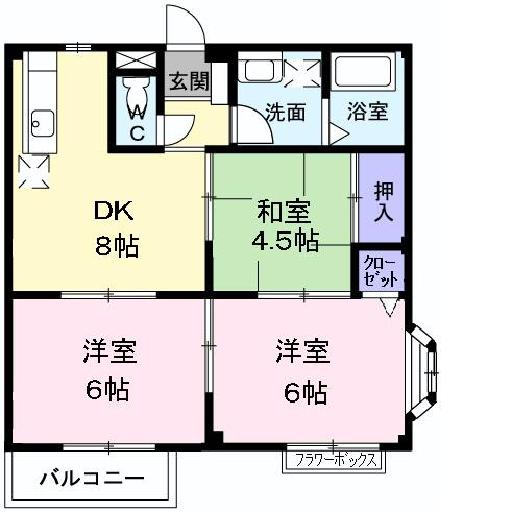 玄関
WC
洗面
浴室
DK
8帖
和室
4.5帖
押入
クローゼット
洋室
6帖
洋室
6帖
バルコニー
フラワーボックス